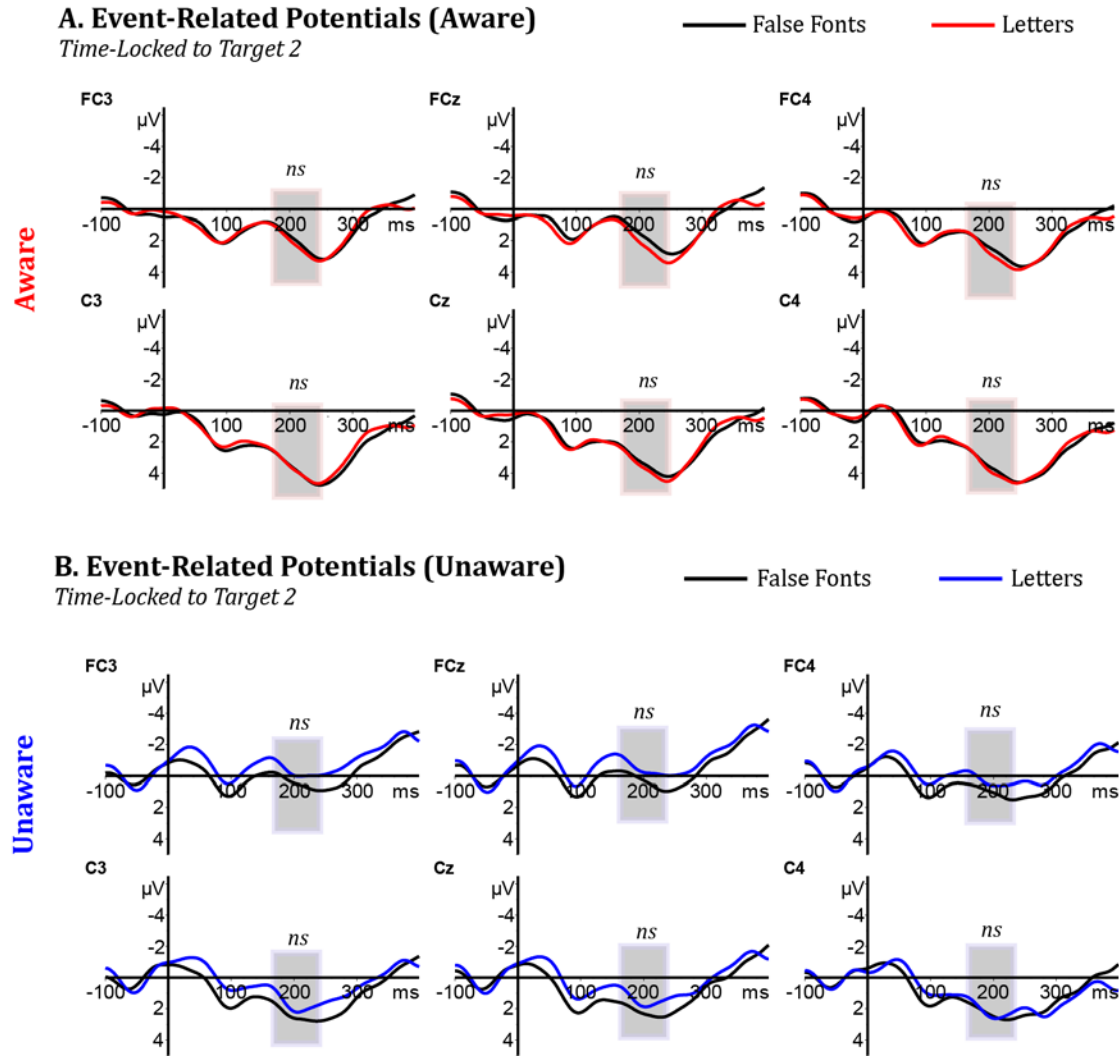 A. Event-Related Potentials (Aware)
False Fonts
Letters
Time-Locked to Target 2
Aware
FC3
µV
-4
-2
ns
-100
100
200
300
ms
2
4
FCz
µV
-4
-2
ns
-100
100
200
300
ms
2
4
FC4
µV
-4
-2
ns
-100
100
200
300
ms
2
4
C3
µV
-4
-2
ns
-100
100
200
300
ms
2
4
Cz
µV
-4
-2
ns
-100
100
200
300
ms
2
4
C4
µV
-4
-2
ns
-100
100
200
300
ms
2
4
B. Event-Related Potentials (Unaware)
False Fonts
Letters
Time-Locked to Target 2
Unaware
FC3
µV
-4
-2
ns
-100
100
200
300
ms
2
4
FCz
µV
-4
-2
ns
-100
100
200
300
ms
2
4
FC4
µV
-4
-2
ns
-100
100
200
300
ms
2
4
C3
µV
-4
-2
ns
-100
100
200
300
ms
2
4
Cz
µV
-4
-2
ns
-100
100
200
300
ms
2
4
C4
µV
-4
-2
ns
-100
100
200
300
ms
2
4